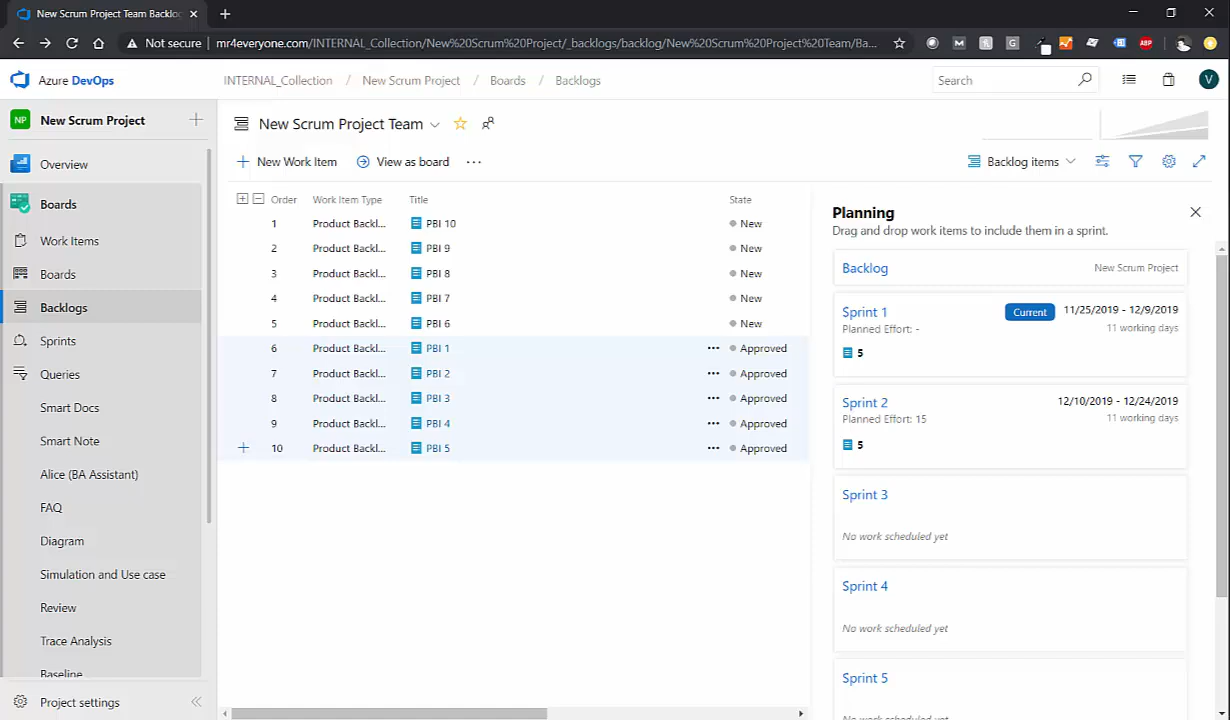 New Scrum Project Team Backlog
Not secure mr4everyone.com/INTERNAL_Collection/New%20Scrum%20Project/_backlogs/backlog/New%20Scrum%20Project%20Team/Ba...
M G ABP
Azure DevOps INTERNAL_Collection / New Scrum Project / Boards / Backlogs Search V
NP New Scrum Project
New Scrum Project Team
Overview
Boards
Work Items
Boards
Backlogs
Sprints
Queries
Smart Docs
Smart Note
Alice (BA Assistant)
FAQ
Diagram
Simulation and Use case
Review
Trace Analysis
Baseline
Project settings
New Work Item View as board ...
Backlog items
Order Work Item Type Title State
1 Product Backl... PBI 10 New
2 Product Backl... PBI 9 New
3 Product Backl... PBI 8 New
4 Product Backl... PBI 7 New
5 Product Backl... PBI 6 New
6 Product Backl... PBI 1 ... Approved
7 Product Backl... PBI 2 ... Approved
8 Product Backl... PBI 3 ... Approved
9 Product Backl... PBI 4 ... Approved
10 Product Backl... PBI 5 ... Approved
Planning
Drag and drop work items to include them in a sprint.
Backlog New Scrum Project
Sprint 1 Current 11/25/2019 - 12/9/2019
Planned Effort: - 11 working days
5
Sprint 2 12/10/2019 - 12/24/2019
Planned Effort: 15 11 working days
5
Sprint 3
No work scheduled yet
Sprint 4
No work scheduled yet
Sprint 5
No work scheduled yet